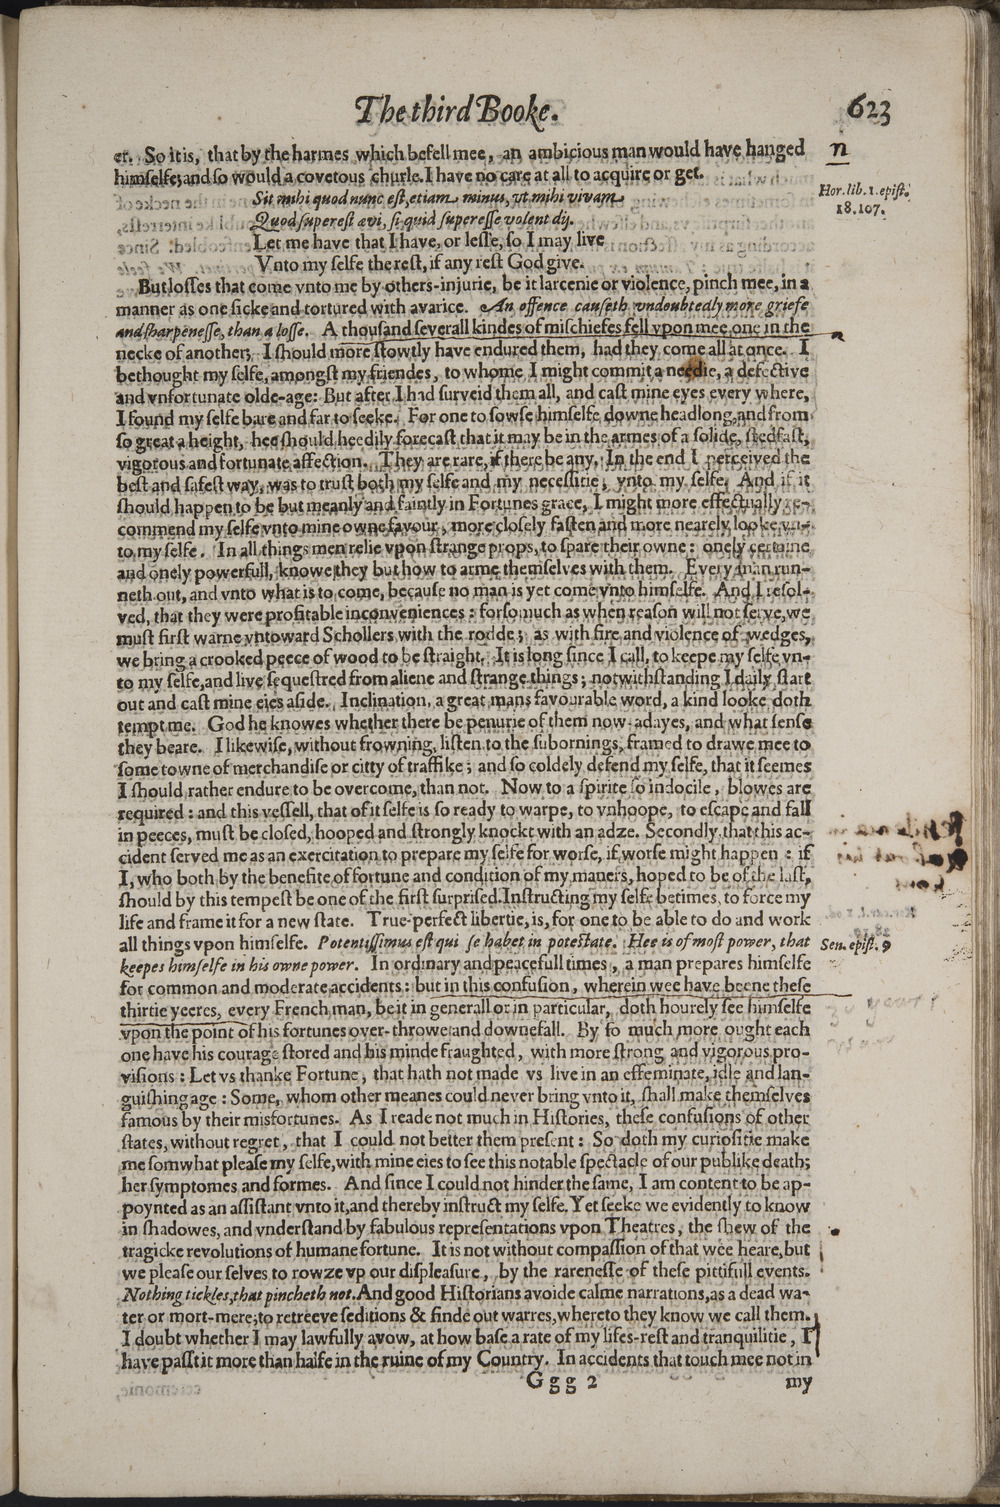 The third Booke. 623
er. So it is, that by the harmes which befell mee, an ambicious man would have hanged n
himſelfe; and ſo would a covetous churle. I have no care at all to acquire or get.
Sit mihi quod nunc eſt, etiam minus, vt mihi vivam Hor. lib. 1. epiſt.
Quod ſupereſt ævi, ſi quid ſupereſſe volent dij. 18. 107.
Let me have that I have, or leſſe, ſo I may live
Vnto my ſelfe the reſt, if any reſt God give.
But loſſes that come vnto me by others-injurie, be it larcenie or violence, pinch mee, in a
manner as one ſicke and tortured with avarice. An offence cauſeth vndoubtedly more griefe
and ſharpeneſſe, than a loſſe. A thouſand ſeverall kindes of miſchiefes fell vpon mee one in the
necke of another; I ſhould more ſtowtly have endured them, had they come all at once. I
bethought my ſelfe, amongſt my friendes, to whome I might commit a needie, a defective
and vnfortunate olde-age: But after I had ſurveid them all, and caſt mine eyes every where,
I found my ſelfe bare and far to ſeeke. For one to ſowſe himſelfe downe headlong, and from
ſo great a height, hee ſhould heedily forecaſt that it may be in the armes of a ſolide, ſtedfaſt,
vigorous and fortunate affection. They are rare, if there be any. In the end I perceived the
beſt and ſafeſt way, was to truſt both my ſelfe and my neceſſitie, vnto my ſelfe. And if it
ſhould happen to be but meanly and faintly in Fortunes grace, I might more effectually re-
commend my ſelfe vnto mine owne favour, more cloſely faſten and more nearely looke vn-
to my ſelfe. In all things men relie vpon ſtrange props, to ſpare their owne: onely certaine
and onely powerfull, knowe they but how to arme themſelves with them. Every man run-
neth out, and vnto what is to come, becauſe no man is yet come vnto himſelfe. And I reſol-
ved, that they were profitable inconveniences: forſomuch as when reaſon will not ſerve, we
muſt firſt warne vntoward Schollers with the rodde; as with fire and violence of wedges,
we bring a crooked peece of wood to be ſtraight. It is long ſince I call, to keepe my ſelfe vn-
to my ſelfe, and live ſequeſtred from aliene and ſtrange things; notwithſtanding I daily ſtart
out and caſt mine eies aſide. Inclination, a great mans favourable word, a kind looke doth
tempt me. God he knowes whether there be penurie of them now-adayes, and what ſenſe
they beare. I likewiſe, without frowning, liſten to the ſubornings, framed to drawe mee to
ſome towne of merchandiſe or citty of traffike; and ſo coldely defend my ſelfe, that it ſeemes
I ſhould rather endure to be overcome, than not. Now to a ſpirite ſo indocile, blowes are
required: and this veſſell, that of it ſelfe is ſo ready to warpe, to vnhoope, to eſcape and fall
in peeces, muſt be cloſed, hooped and ſtrongly knockt with an adze. Secondly, that this ac-
cident ſerved me as an exercitation to prepare my ſelfe for worſe, if worſe might happen: if
I, who both by the benefite of fortune and condition of my maners, hoped to be of the laſt,
ſhould by this tempeſt be one of the firſt ſurpriſed. Inſtructing my ſelfe betimes, to force my
life and frame it for a new ſtate. True-perfect libertie, is, for one to be able to do and work
all things vpon himſelfe. Potentiſſimus eſt qui ſe habet in poteſtate. Hee is of moſt power, that Sen. epiſt. 9
keepes himſelfe in his owne power. In ordinary and peacefull times, a man prepares himſelfe
for common and moderate accidents: but in this confuſion, wherein wee have beene theſe
thirtie yeeres, every French man, be it in generall or in particular, doth hourely ſee himſelfe
vpon the point of his fortunes over-throwe and downefall. By ſo much more ought each
one have his courage ſtored and his minde fraughted, with more ſtrong and vigorous pro-
viſions: Let vs thanke Fortune, that hath not made vs live in an effeminate, idle and lan-
guiſhing age: Some, whom other meanes could never bring vnto it, ſhall make themſelves
famous by their misfortunes. As I reade not much in Hiſtories, theſe confuſions of other
ſtates, without regret, that I could not better them preſent: So doth my curioſitie make
me ſomwhat pleaſe my ſelfe, with mine eies to ſee this notable ſpectacle of our publike death;
her ſymptomes and formes. And ſince I could not hinder the ſame, I am content to be ap-
poynted as an aſſiſtant vnto it, and thereby inſtruct my ſelfe. Yet ſeeke we evidently to know
in ſhadowes, and vnderſtand by fabulous repreſentations vpon Theatres, the ſhew of the
tragicke revolutions of humane fortune. It is not without compaſſion of that wee heare, but
we pleaſe our ſelves to rowze vp our diſpleaſure, by the rareneſſe of theſe pittifull events.
Nothing tickles, that pincheth not. And good Hiſtorians avoide calme narrations, as a dead wa-
ter or mort-mere; to retreeve ſeditions & finde out warres, whereto they know we call them.
I doubt whether I may lawfully avow, at how baſe a rate of my lifes-reſt and tranquilitie, I
have paſſt it more than halfe in the ruine of my Country. In accidents that touch mee not in
G g g 2 my